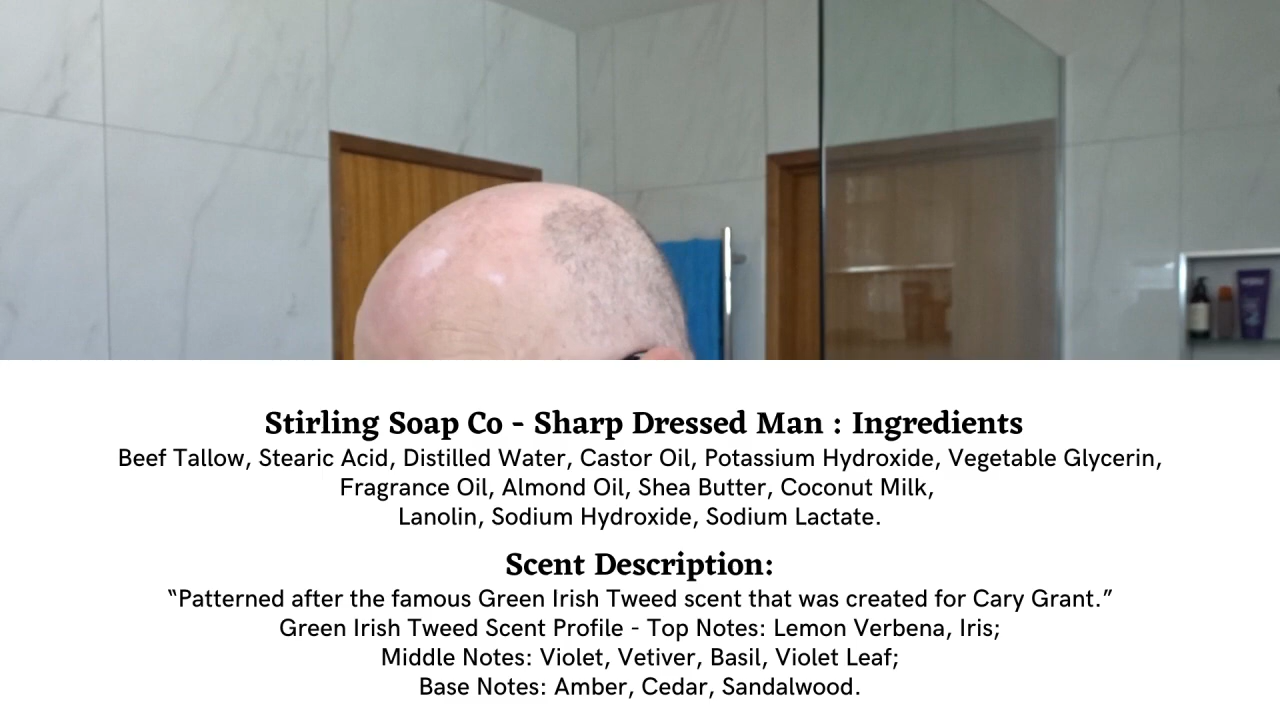 Stirling Soap Co - Sharp Dressed Man : Ingredients
Beef Tallow, Stearic Acid, Distilled Water, Castor Oil, Potassium Hydroxide, Vegetable Glycerin,
Fragrance Oil, Almond Oil, Shea Butter, Coconut Milk,
Lanolin, Sodium Hydroxide, Sodium Lactate.
Scent Description:
“Patterned after the famous Green Irish Tweed scent that was created for Cary Grant.”
Green Irish Tweed Scent Profile - Top Notes: Lemon Verbena, Iris;
Middle Notes: Violet, Vetiver, Basil, Violet Leaf;
Base Notes: Amber, Cedar, Sandalwood.